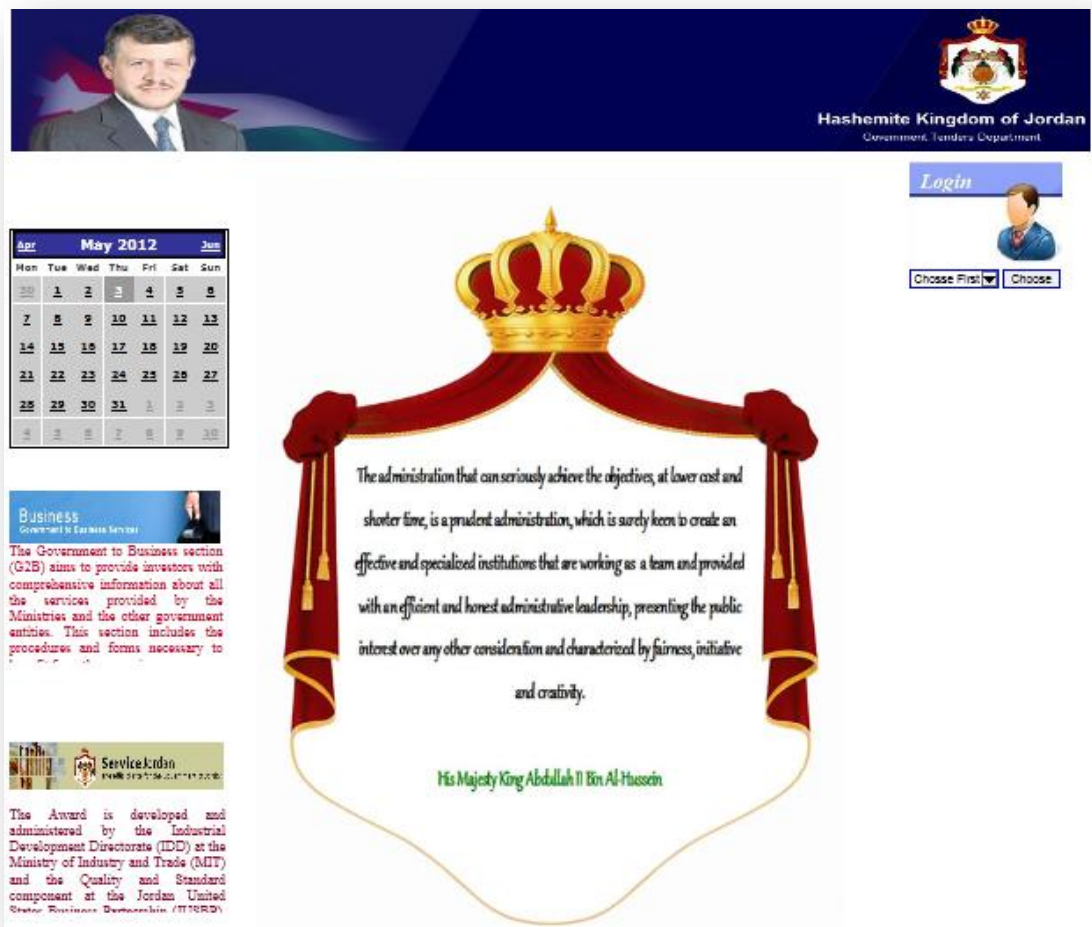 Hashemite Kingdom of Jordan
Government Tenders Department
Login
Chosse First Choose
Apr May 2012 Jun
Mon Tue Wed Thu Fri Sat Sun
30 1 2 3 4 5 6
7 8 9 10 11 12 13
14 15 16 17 18 19 20
21 22 23 24 25 26 27
28 29 30 31 1 2 3
4 5 6 7 8 9 10
Business
Government to Business Services
The Government to Business section
(G2B) aims to provide investors with
comprehensive information about all
the services provided by the
Ministries and the other government
entities. This section includes the
procedures and forms necessary to
ServiceJordan
The Award is developed and
administered by the Industrial
Development Directorate (IDD) at the
Ministry of Industry and Trade (MIT)
and the Quality and Standard
component at the Jordan United
States Business Partnership (JUSBP).
The administration that can seriously achieve the objectives, at lower cost and
shorter time, is a prudent administration, which is surely keen to create an
effective and specialized institutions that are working as a team and provided
with an efficient and honest administrative leadership, presenting the public
interest over any other consideration and characterized by fairness, initiative
and creativity.
His Majesty King Abdullah II Bin Al-Hussein